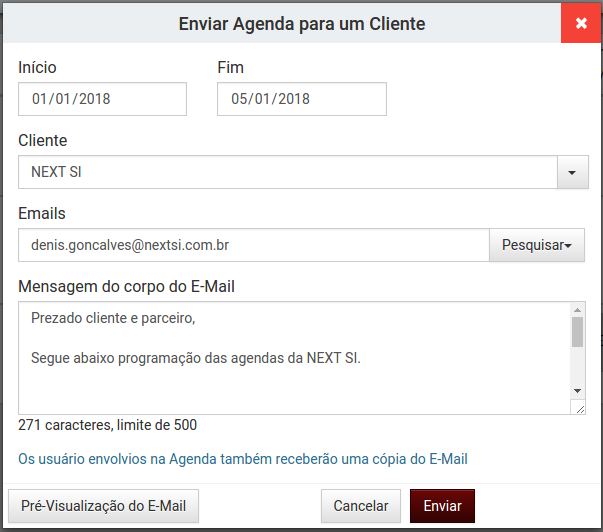 Enviar Agenda para um Cliente
Início
Fim
01/01/2018
05/01/2018
Cliente
NEXT SI
Emails
denis.goncalves@nextsi.com.br
Pesquisar
Mensagem do corpo do E-Mail
Prezado cliente e parceiro,
Segue abaixo programação das agendas da NEXT SI.
271 caracteres, limite de 500
Os usuário envolvios na Agenda também receberão uma cópia do E-Mail
Pré-Visualização do E-Mail
Cancelar
Enviar